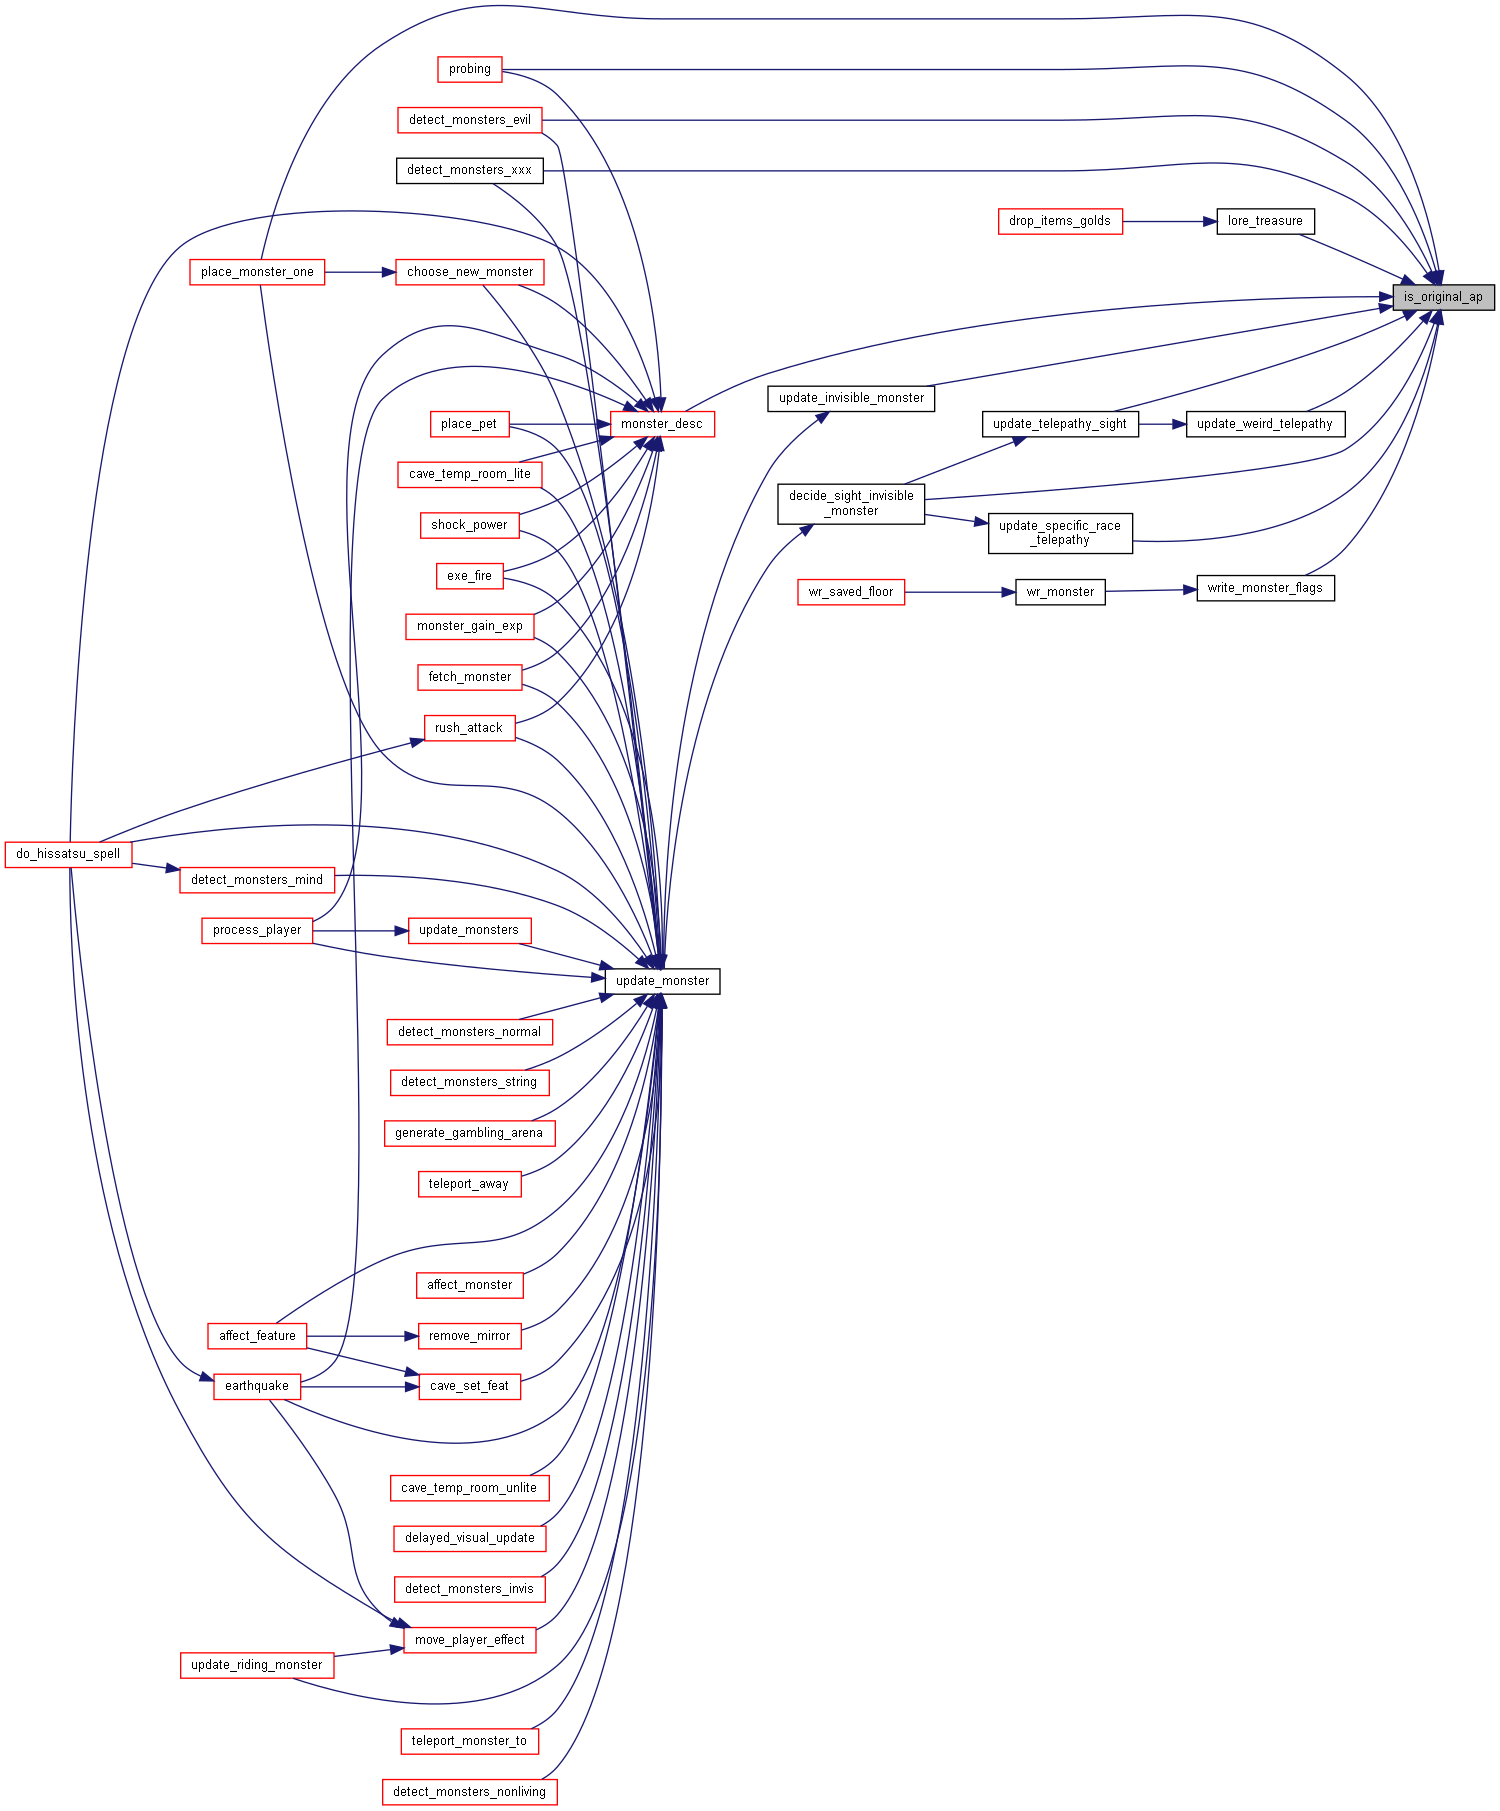 probing
detect_monsters_evil
detect_monsters_xxx
drop_items_golds
lore_treasure
place_monster_one
choose_new_monster
is_original_ap
update_invisible_monster
place_pet
monster_desc
update_telepathy_sight
update_weird_telepathy
cave_temp_room_lite
decide_sight_invisible
_monster
shock_power
update_specific_race
_telepathy
exe_fire
wr_saved_floor
wr_monster
write_monster_flags
monster_gain_exp
fetch_monster
rush_attack
do_hissatsu_spell
detect_monsters_mind
process_player
update_monsters
update_monster
detect_monsters_normal
detect_monsters_string
generate_gambling_arena
teleport_away
affect_monster
affect_feature
remove_mirror
earthquake
cave_set_feat
cave_temp_room_unlite
delayed_visual_update
detect_monsters_invis
move_player_effect
update_riding_monster
teleport_monster_to
detect_monsters_nonliving